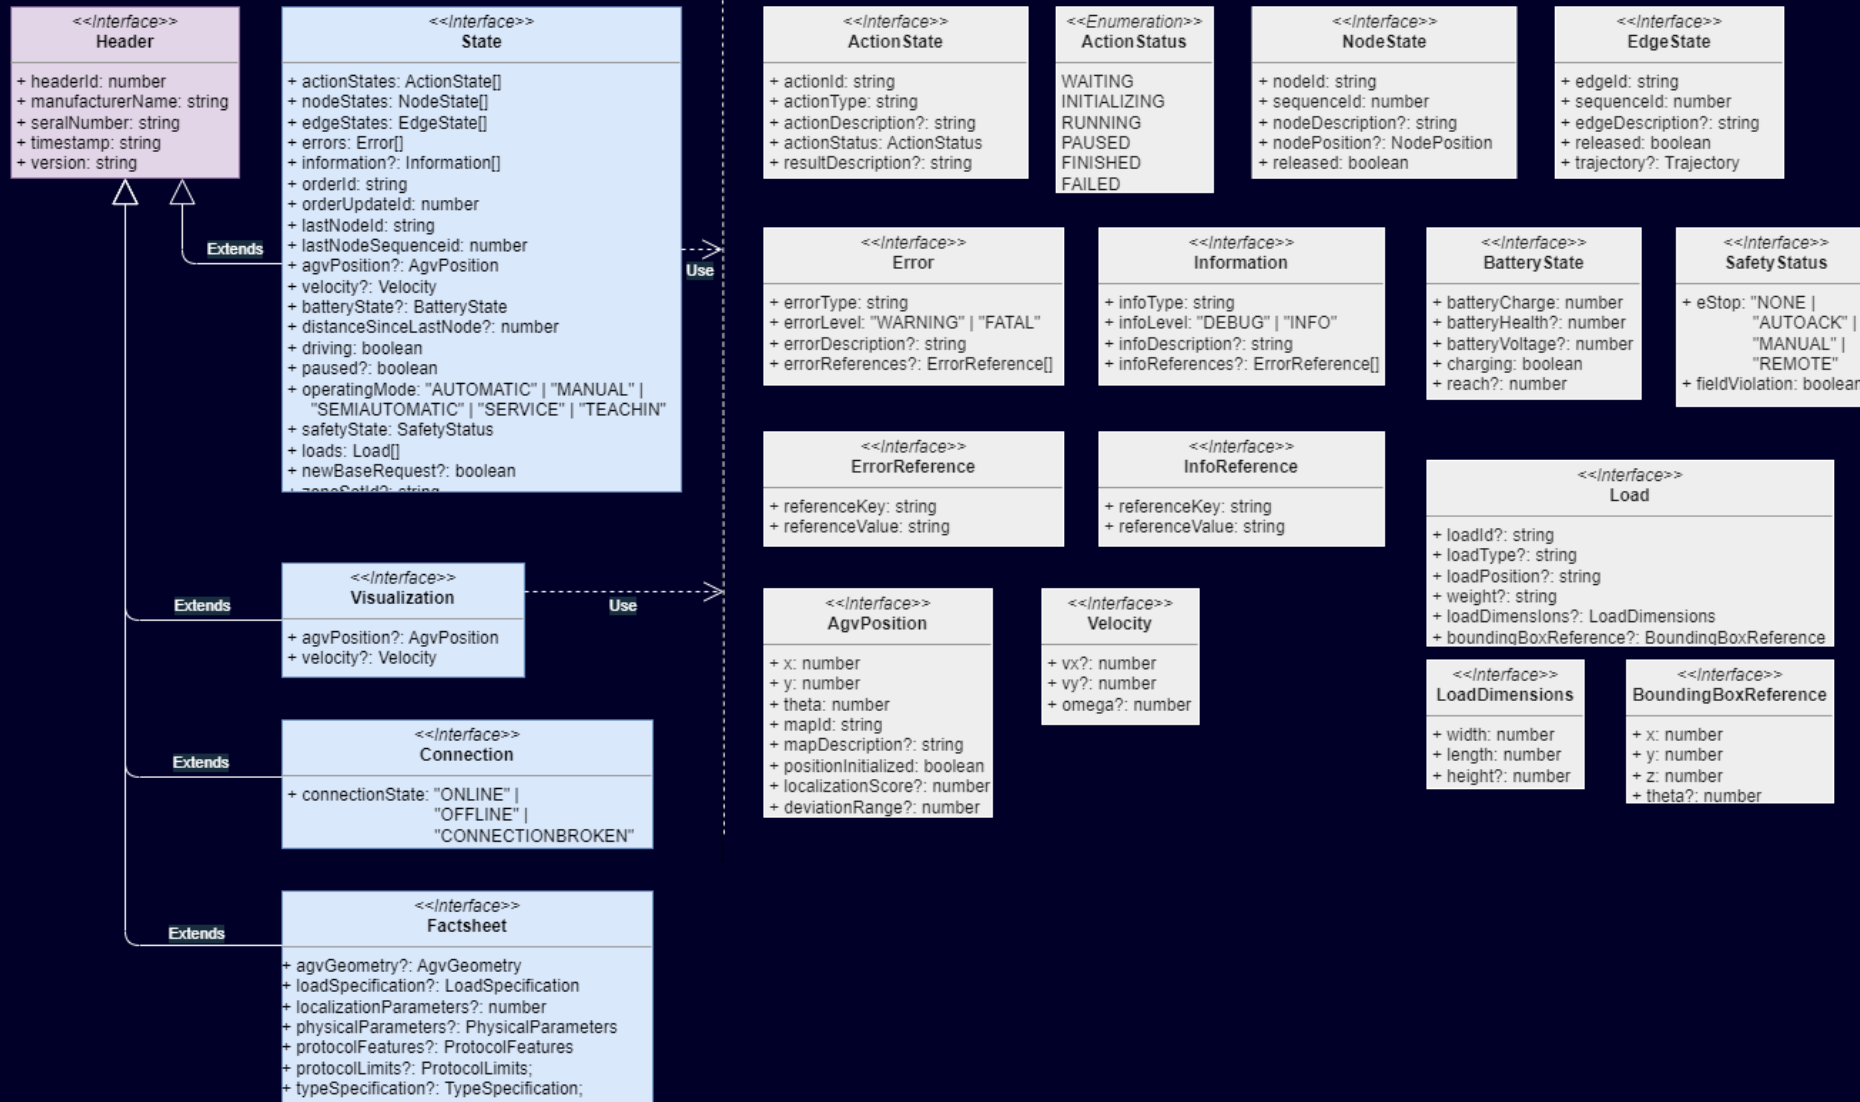 <<Interface>>
Header
+ headerId: number
+ manufacturerName: string
+ seralNumber: string
+ timestamp: string
+ version: string
<<Interface>>
State
+ actionStates: ActionState[]
+ nodeStates: NodeState[]
+ edgeStates: EdgeState[]
+ errors: Error[]
+ information?: Information[]
+ orderId: string
+ orderUpdateId: number
+ lastNodeId: string
+ lastNodeSequenceid: number
+ agvPosition?: AgvPosition
+ velocity?: Velocity
+ batteryState?: BatteryState
+ distanceSinceLastNode?: number
+ driving: boolean
+ paused?: boolean
+ operatingMode: "AUTOMATIC" | "MANUAL" |
"SEMIAUTOMATIC" | "SERVICE" | "TEACHIN"
+ safetyState: SafetyStatus
+ loads: Load[]
+ newBaseRequest?: boolean
+ zoneSetId?: string
Extends
Use
<<Interface>>
Visualization
+ agvPosition?: AgvPosition
+ velocity?: Velocity
Extends
Use
<<Interface>>
Connection
+ connectionState: "ONLINE" |
"OFFLINE" |
"CONNECTIONBROKEN"
Extends
<<Interface>>
Factsheet
+ agvGeometry?: AgvGeometry
+ loadSpecification?: LoadSpecification
+ localizationParameters?: number
+ physicalParameters?: PhysicalParameters
+ protocolFeatures?: ProtocolFeatures
+ protocolLimits?: ProtocolLimits;
+ typeSpecification?: TypeSpecification;
Extends
<<Interface>>
ActionState
+ actionId: string
+ actionType: string
+ actionDescription?: string
+ actionStatus: ActionStatus
+ resultDescription?: string
<<Enumeration>>
ActionStatus
WAITING
INITIALIZING
RUNNING
PAUSED
FINISHED
FAILED
<<Interface>>
NodeState
+ nodeId: string
+ sequenceId: number
+ nodeDescription?: string
+ nodePosition?: NodePosition
+ released: boolean
<<Interface>>
EdgeState
+ edgeId: string
+ sequenceId: number
+ edgeDescription?: string
+ released: boolean
+ trajectory?: Trajectory
<<Interface>>
Error
+ errorType: string
+ errorLevel: "WARNING" | "FATAL"
+ errorDescription?: string
+ errorReferences?: ErrorReference[]
<<Interface>>
Information
+ infoType: string
+ infoLevel: "DEBUG" | "INFO"
+ infoDescription?: string
+ infoReferences?: ErrorReference[]
<<Interface>>
BatteryState
+ batteryCharge: number
+ batteryHealth?: number
+ batteryVoltage?: number
+ charging: boolean
+ reach?: number
<<Interface>>
SafetyStatus
+ eStop: "NONE |
"AUTOACK" |
"MANUAL" |
"REMOTE"
+ fieldViolation: boolean
<<Interface>>
ErrorReference
+ referenceKey: string
+ referenceValue: string
<<Interface>>
InfoReference
+ referenceKey: string
+ referenceValue: string
<<Interface>>
Load
+ loadId?: string
+ loadType?: string
+ loadPosition?: string
+ weight?: string
+ loadDimensIons?: LoadDimensions
+ boundingBoxReference?: BoundingBoxReference
<<Interface>>
AgvPosition
+ x: number
+ y: number
+ theta: number
+ mapId: string
+ mapDescription?: string
+ positionInitialized: boolean
+ localizationScore?: number
+ deviationRange?: number
<<Interface>>
Velocity
+ vx?: number
+ vy?: number
+ omega?: number
<<Interface>>
LoadDimensions
+ width: number
+ length: number
+ height?: number
<<Interface>>
BoundingBoxReference
+ x: number
+ y: number
+ z: number
+ theta?: number